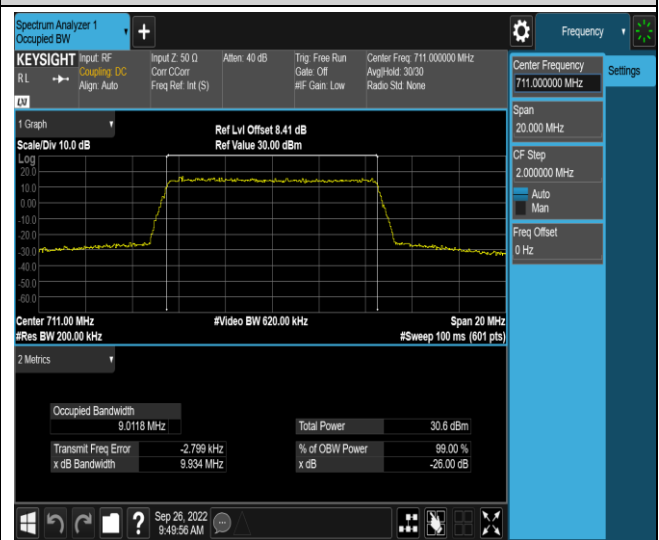 Spectrum Analyzer 1
Occupied BW
Frequency
KEYSIGHT
RL
Input: RF
Coupling: DC
Align: Auto
Input Z: 50 Ω
Corr CCorr
Freq Ref: Int (S)
Atten: 40 dB
Trig: Free Run
Gate: Off
#IF Gain: Low
Center Freq: 711.000000 MHz
Avg|Hold: 30/30
Radio Std: None
LXI
Center Frequency
711.000000 MHz
Settings
Span
20.000 MHz
CF Step
2.000000 MHz
Auto
Man
Freq Offset
0 Hz
1 Graph
Scale/Div 10.0 dB
Ref Lvl Offset 8.41 dB
Ref Value 30.00 dBm
Log
20.0
10.0
0.00
-10.0
-20.0
-30.0
-40.0
-50.0
-60.0
Center 711.00 MHz
#Video BW 620.00 kHz
Span 20 MHz
#Res BW 200.00 kHz
#Sweep 100 ms (601 pts)
2 Metrics
Occupied Bandwidth
9.0118 MHz
Total Power 30.6 dBm
Transmit Freq Error -2.799 kHz
% of OBW Power 99.00 %
x dB Bandwidth 9.934 MHz
x dB -26.00 dB
Sep 26, 2022
9:49:56 AM